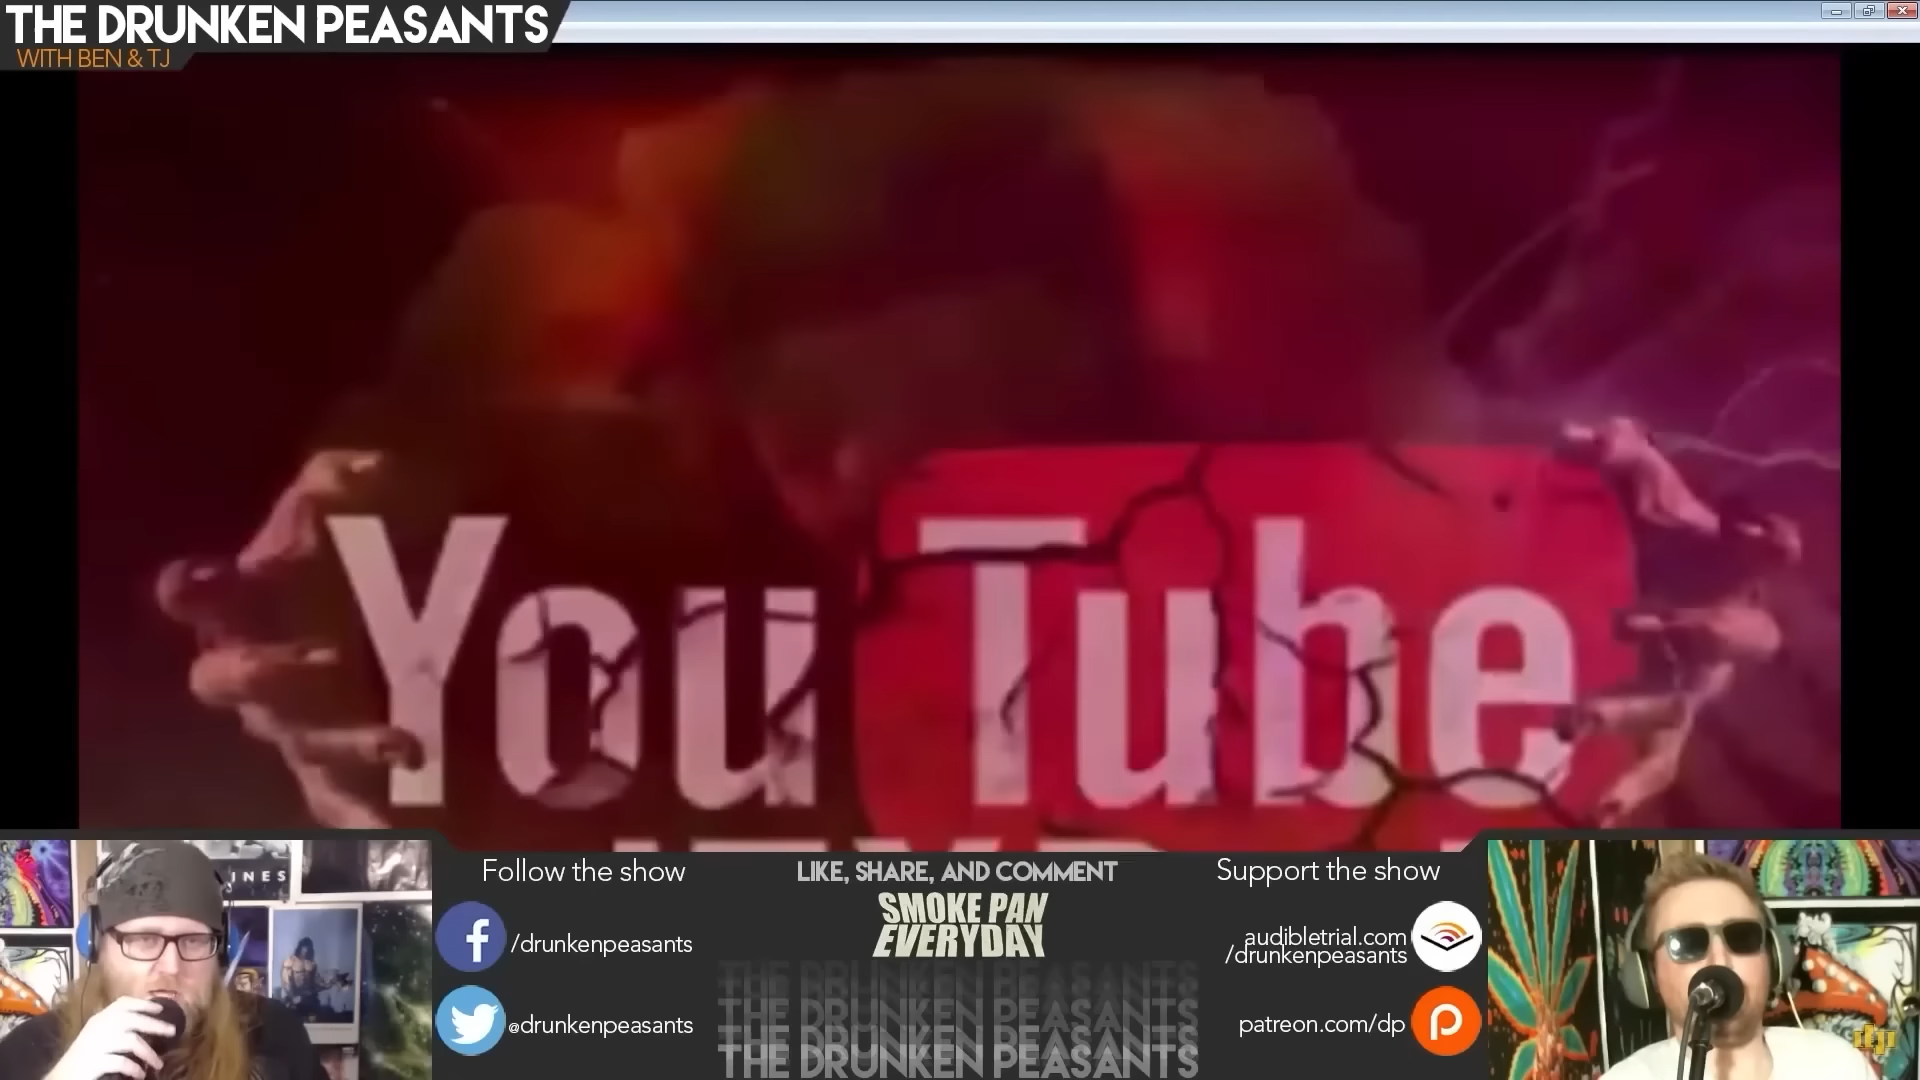 THE DRUNKEN PEASANTS
WITH BEN & TJ
You Tube
INES
Follow the show
/drunkenpeasants
@drunkenpeasants
LIKE, SHARE, AND COMMENT
SMOKE PAN
EVERYDAY
THE DRUNKEN PEASANTS
THE DRUNKEN PEASANTS
THE DRUNKEN PEASANTS
THE DRUNKEN PEASANTS
Support the show
audibletrial.com
/drunkenpeasants
patreon.com/dp
dp